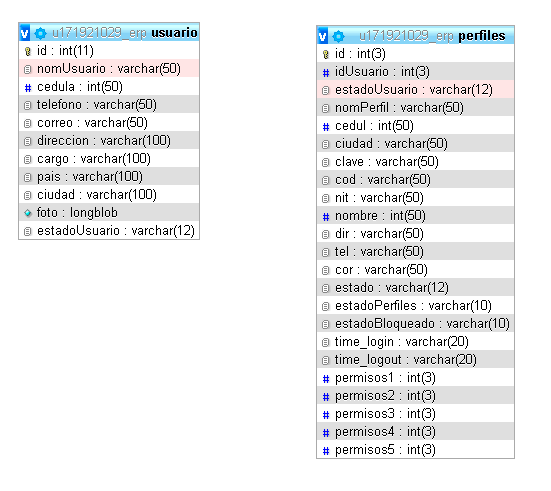 u171921029_erp usuario
id : int(11)
nomUsuario : varchar(50)
cedula : int(50)
telefono : varchar(50)
correo : varchar(50)
direccion : varchar(100)
cargo : varchar(100)
pais : varchar(100)
ciudad : varchar(100)
foto : longblob
estadoUsuario : varchar(12)
u171921029_erp perfiles
id : int(3)
idUsuario : int(3)
estadoUsuario : varchar(12)
nomPerfil : varchar(50)
cedul : int(50)
ciudad : varchar(50)
clave : varchar(50)
cod : varchar(50)
nit : varchar(50)
nombre : int(50)
dir : varchar(50)
tel : varchar(50)
cor : varchar(50)
estado : varchar(12)
estadoPerfiles : varchar(10)
estadoBloqueado : varchar(10)
time_login : varchar(20)
time_logout : varchar(20)
permisos1 : int(3)
permisos2 : int(3)
permisos3 : int(3)
permisos4 : int(3)
permisos5 : int(3)